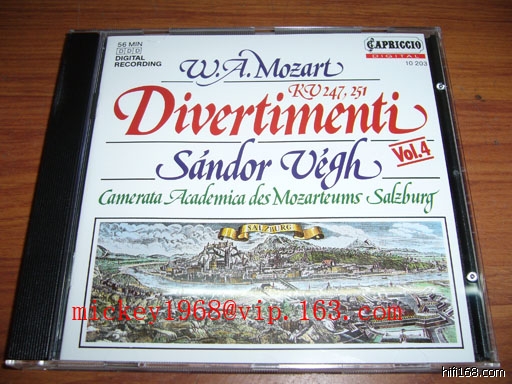 56 MIN
DDD
DIGITAL
RECORDING
CAPRICCIO
DIGITAL
10 203
W. A. Mozart
KV 247, 251
Divertimenti
Vol. 4
Sándor Végh
Camerata Academica des Mozarteums Salzburg
SALZBURG
mickey1968@vip.163.com
hifi168.com